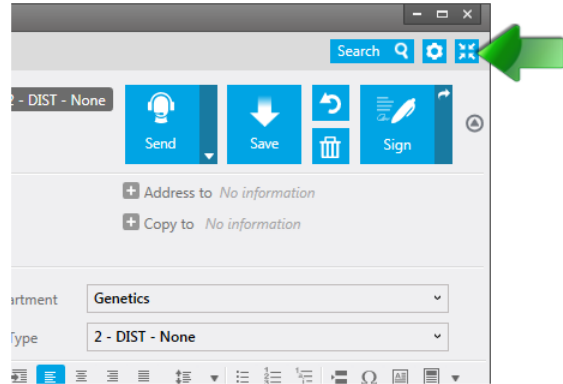 Search
2 - DIST - None
Send
Save
Sign
Address to No information
Copy to No information
artment Genetics
Type 2 - DIST - None